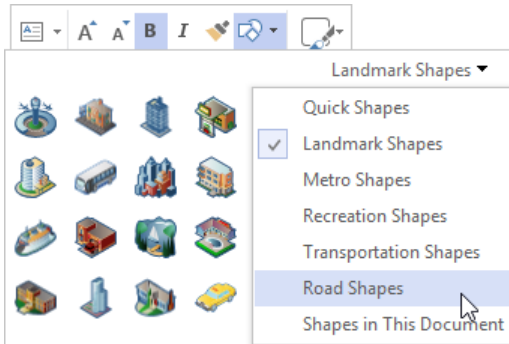 A A B I
Landmark Shapes
Quick Shapes
Landmark Shapes
Metro Shapes
Recreation Shapes
Transportation Shapes
Road Shapes
Shapes in This Document